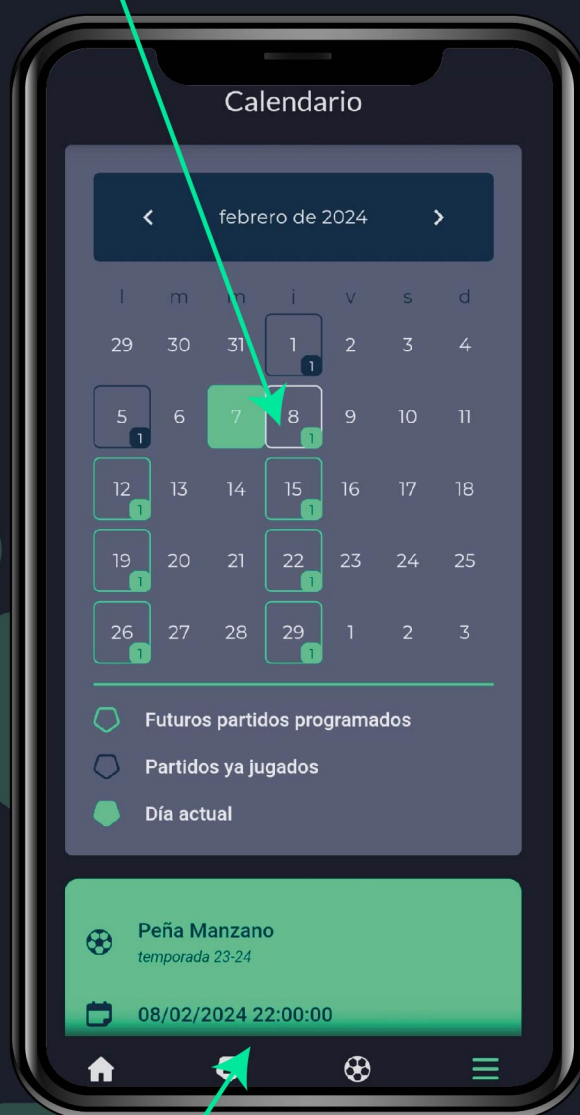 Calendario
febrero de 2024
l m m j v s d
29 30 31 1 2 3 4
1
5 6 7 8 9 10 11
1 1
12 13 14 15 16 17 18
1 1
19 20 21 22 23 24 25
1 1
26 27 28 29 1 2 3
1 1
Futuros partidos programados
Partidos ya jugados
Día actual
Peña Manzano
temporada 23-24
08/02/2024 22:00:00